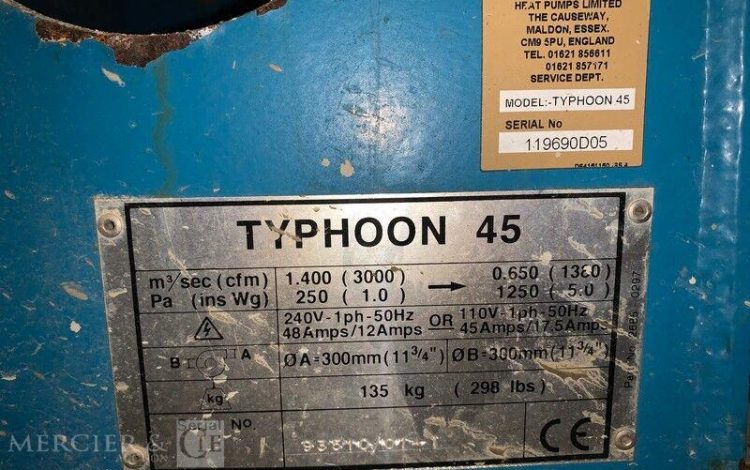 HEAT PUMPS LIMITED
THE CAUSEWAY,
MALDON, ESSEX.
CM9 5PU, ENGLAND
TEL. 01621 856611
01621 857171
SERVICE DEPT.
MODEL:-TYPHOON 45
SERIAL No
119690D05
TYPHOON 45
m³/sec (cfm) 1.400 (3000) → 0.650 (1380)
Pa (ins Wg) 250 (1.0) 1250 (5.0)
240V-1ph-50Hz OR 110V-1ph-50Hz
48Amps/12Amps 45Amps/17.5Amps
B A ØA=300mm (11¾") ØB=300mm (11¾")
kg 135 kg (298 lbs)
Serial No.
CE
MERCIER &
CIE